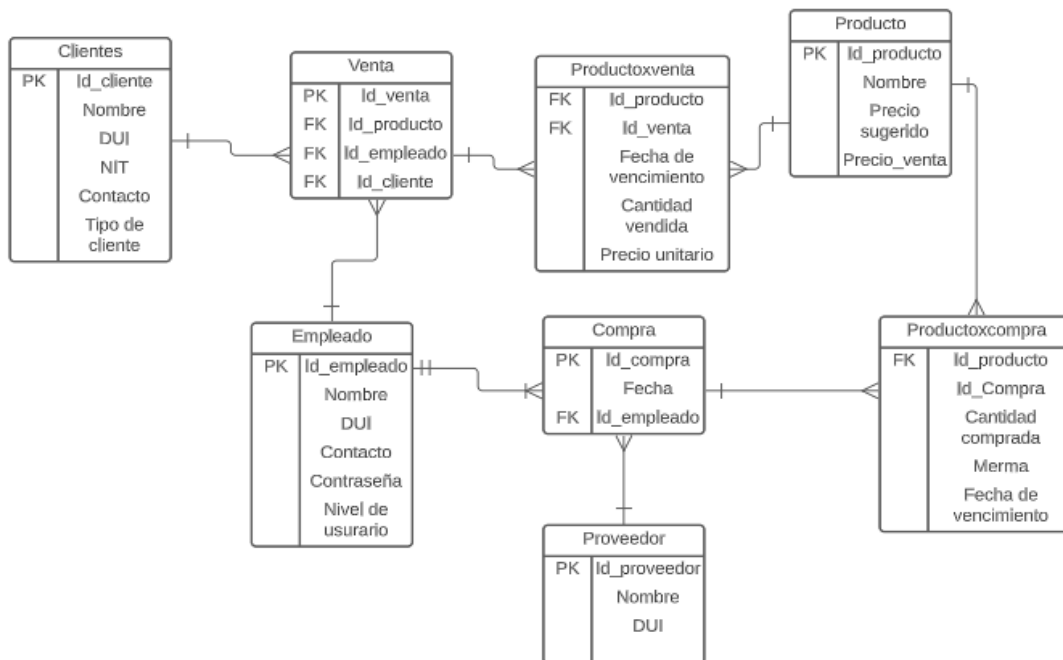 Clientes
PK Id_cliente
Nombre
DUI
NIT
Contacto
Tipo de
cliente
Venta
PK Id_venta
FK Id_producto
FK Id_empleado
FK Id_cliente
Productoxventa
FK Id_producto
FK Id_venta
Fecha de
vencimiento
Cantidad
vendida
Precio unitario
Producto
PK Id_producto
Nombre
Precio
sugerido
Precio_venta
Empleado
PK Id_empleado
Nombre
DUI
Contacto
Contraseña
Nivel de
usurario
Compra
PK Id_compra
Fecha
FK Id_empleado
Productoxcompra
FK Id_producto
Id_Compra
Cantidad
comprada
Merma
Fecha de
vencimiento
Proveedor
PK Id_proveedor
Nombre
DUI